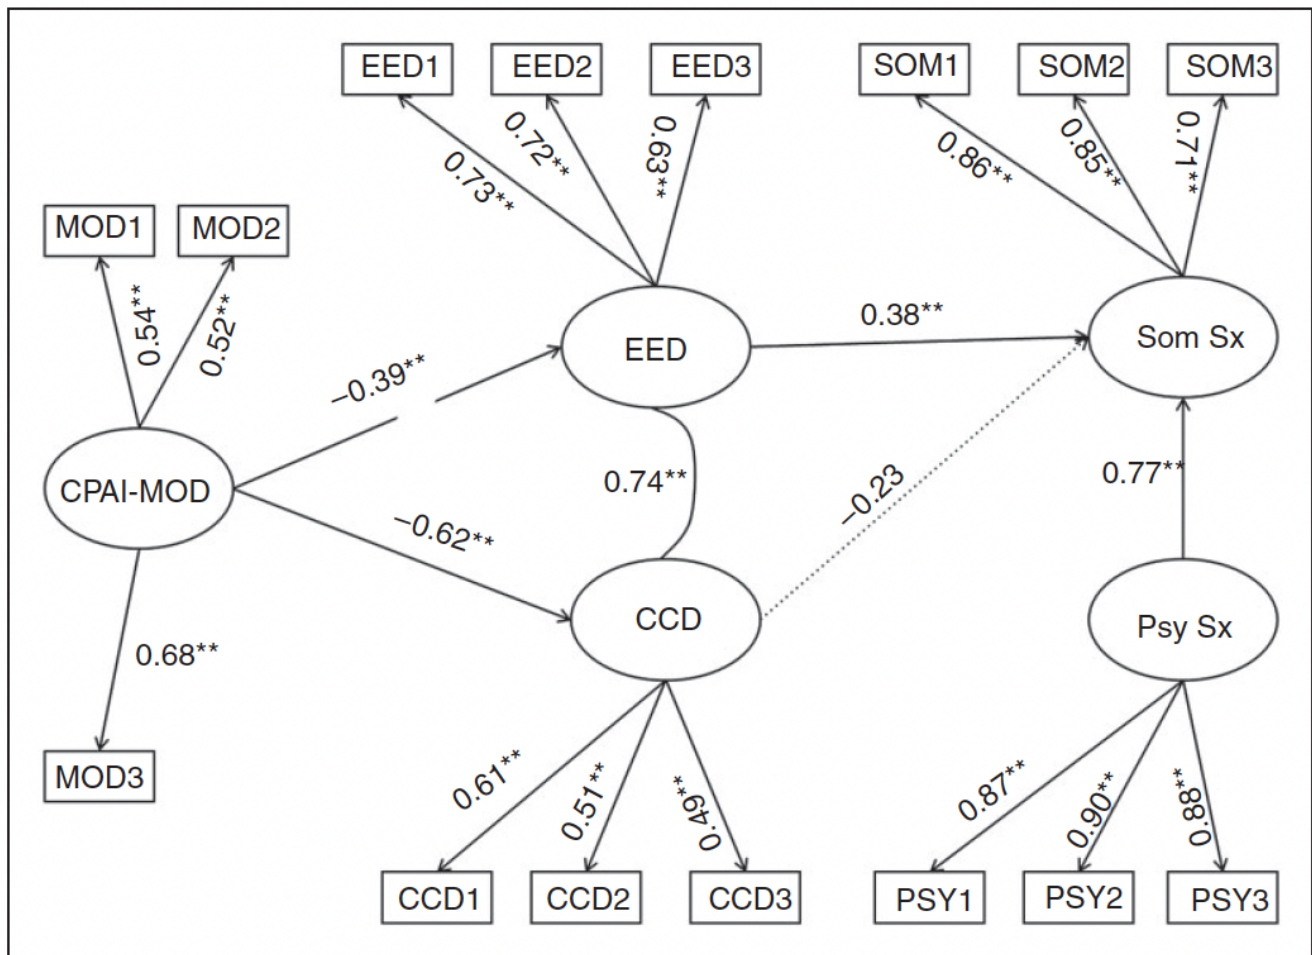 EED1 EED2 EED3 SOM1 SOM2 SOM3
0.73** 0.72** 0.63** 0.86** 0.85** 0.71**
MOD1 MOD2
0.54** 0.52**
EED
0.38**
Som Sx
−0.39**
CPAI-MOD
0.74**
−0.23
0.77**
−0.62**
CCD
Psy Sx
0.68**
MOD3
0.61** 0.51** 0.49** 0.87** 0.90** 0.88**
CCD1 CCD2 CCD3 PSY1 PSY2 PSY3